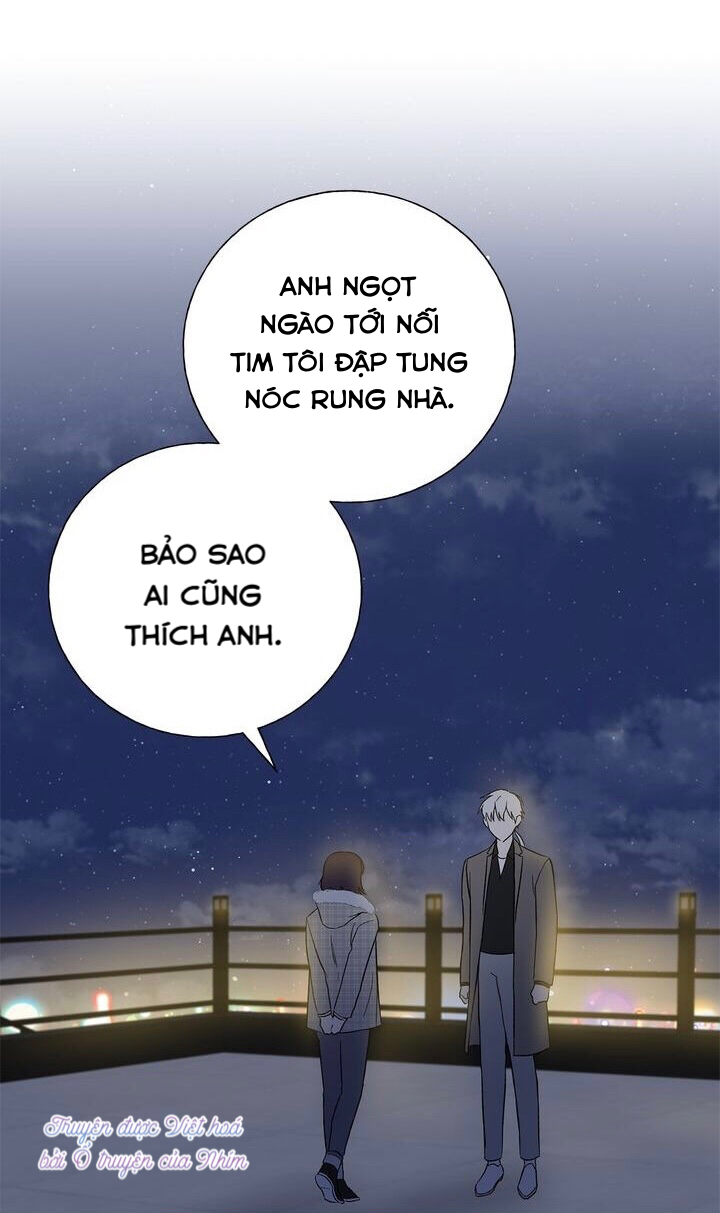 ANH NGỌT
NGÀO TỚI NỖI
TIM TÔI ĐẬP TUNG
NÓC RUNG NHÀ.
BẢO SAO
AI CŨNG
THÍCH ANH.
Truyện được Việt hoá
bởi Ổ truyện của Nhím